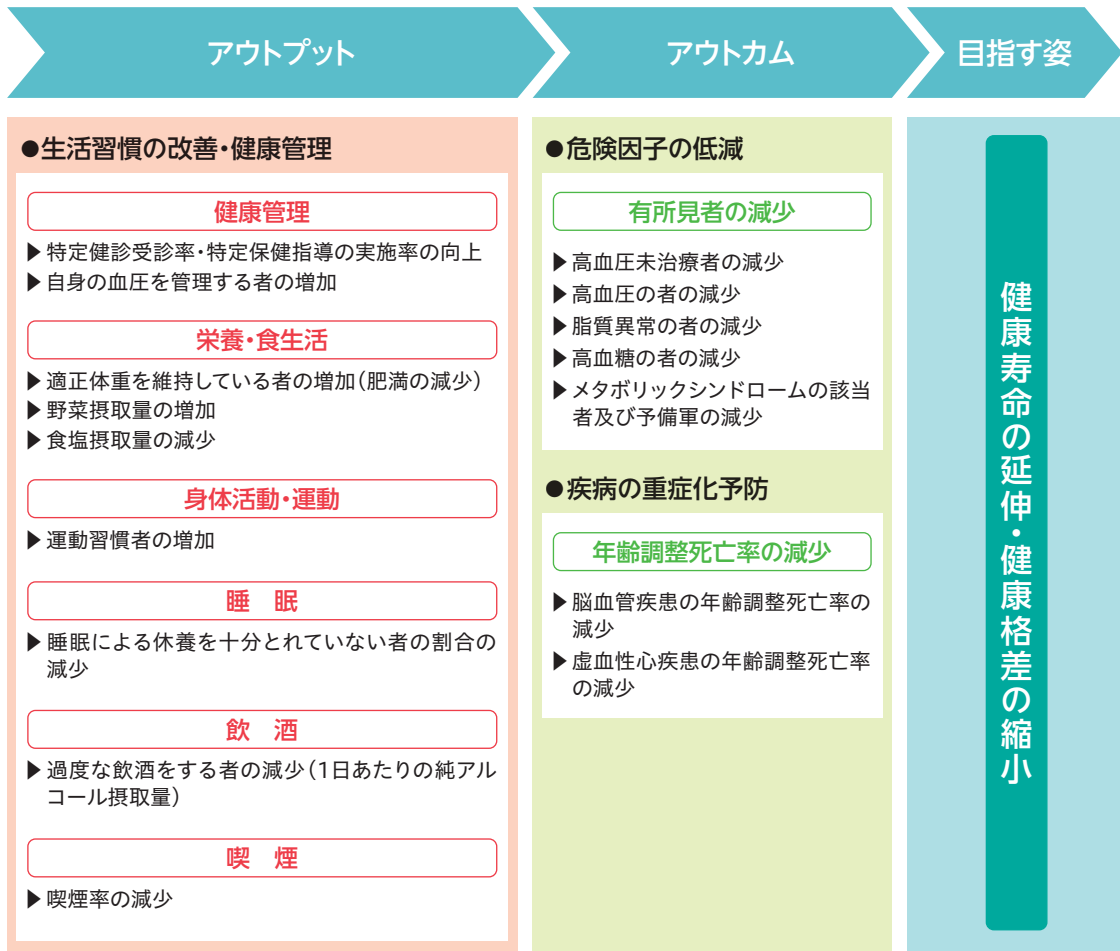 アウトプット
アウトカム
目指す姿
●生活習慣の改善・健康管理
健康管理
▶特定健診受診率・特定保健指導の実施率の向上
▶自身の血圧を管理する者の増加
栄養・食生活
▶適正体重を維持している者の増加(肥満の減少)
▶野菜摂取量の増加
▶食塩摂取量の減少
身体活動・運動
▶運動習慣者の増加
睡　眠
▶睡眠による休養を十分とれていない者の割合の
減少
飲　酒
▶過度な飲酒をする者の減少(1日あたりの純アル
コール摂取量)
喫　煙
▶喫煙率の減少
●危険因子の低減
有所見者の減少
▶高血圧未治療者の減少
▶高血圧の者の減少
▶脂質異常の者の減少
▶高血糖の者の減少
▶メタボリックシンドロームの該当
者及び予備軍の減少
●疾病の重症化予防
年齢調整死亡率の減少
▶脳血管疾患の年齢調整死亡率の
減少
▶虚血性心疾患の年齢調整死亡率
の減少
健康寿命の延伸・健康格差の縮小